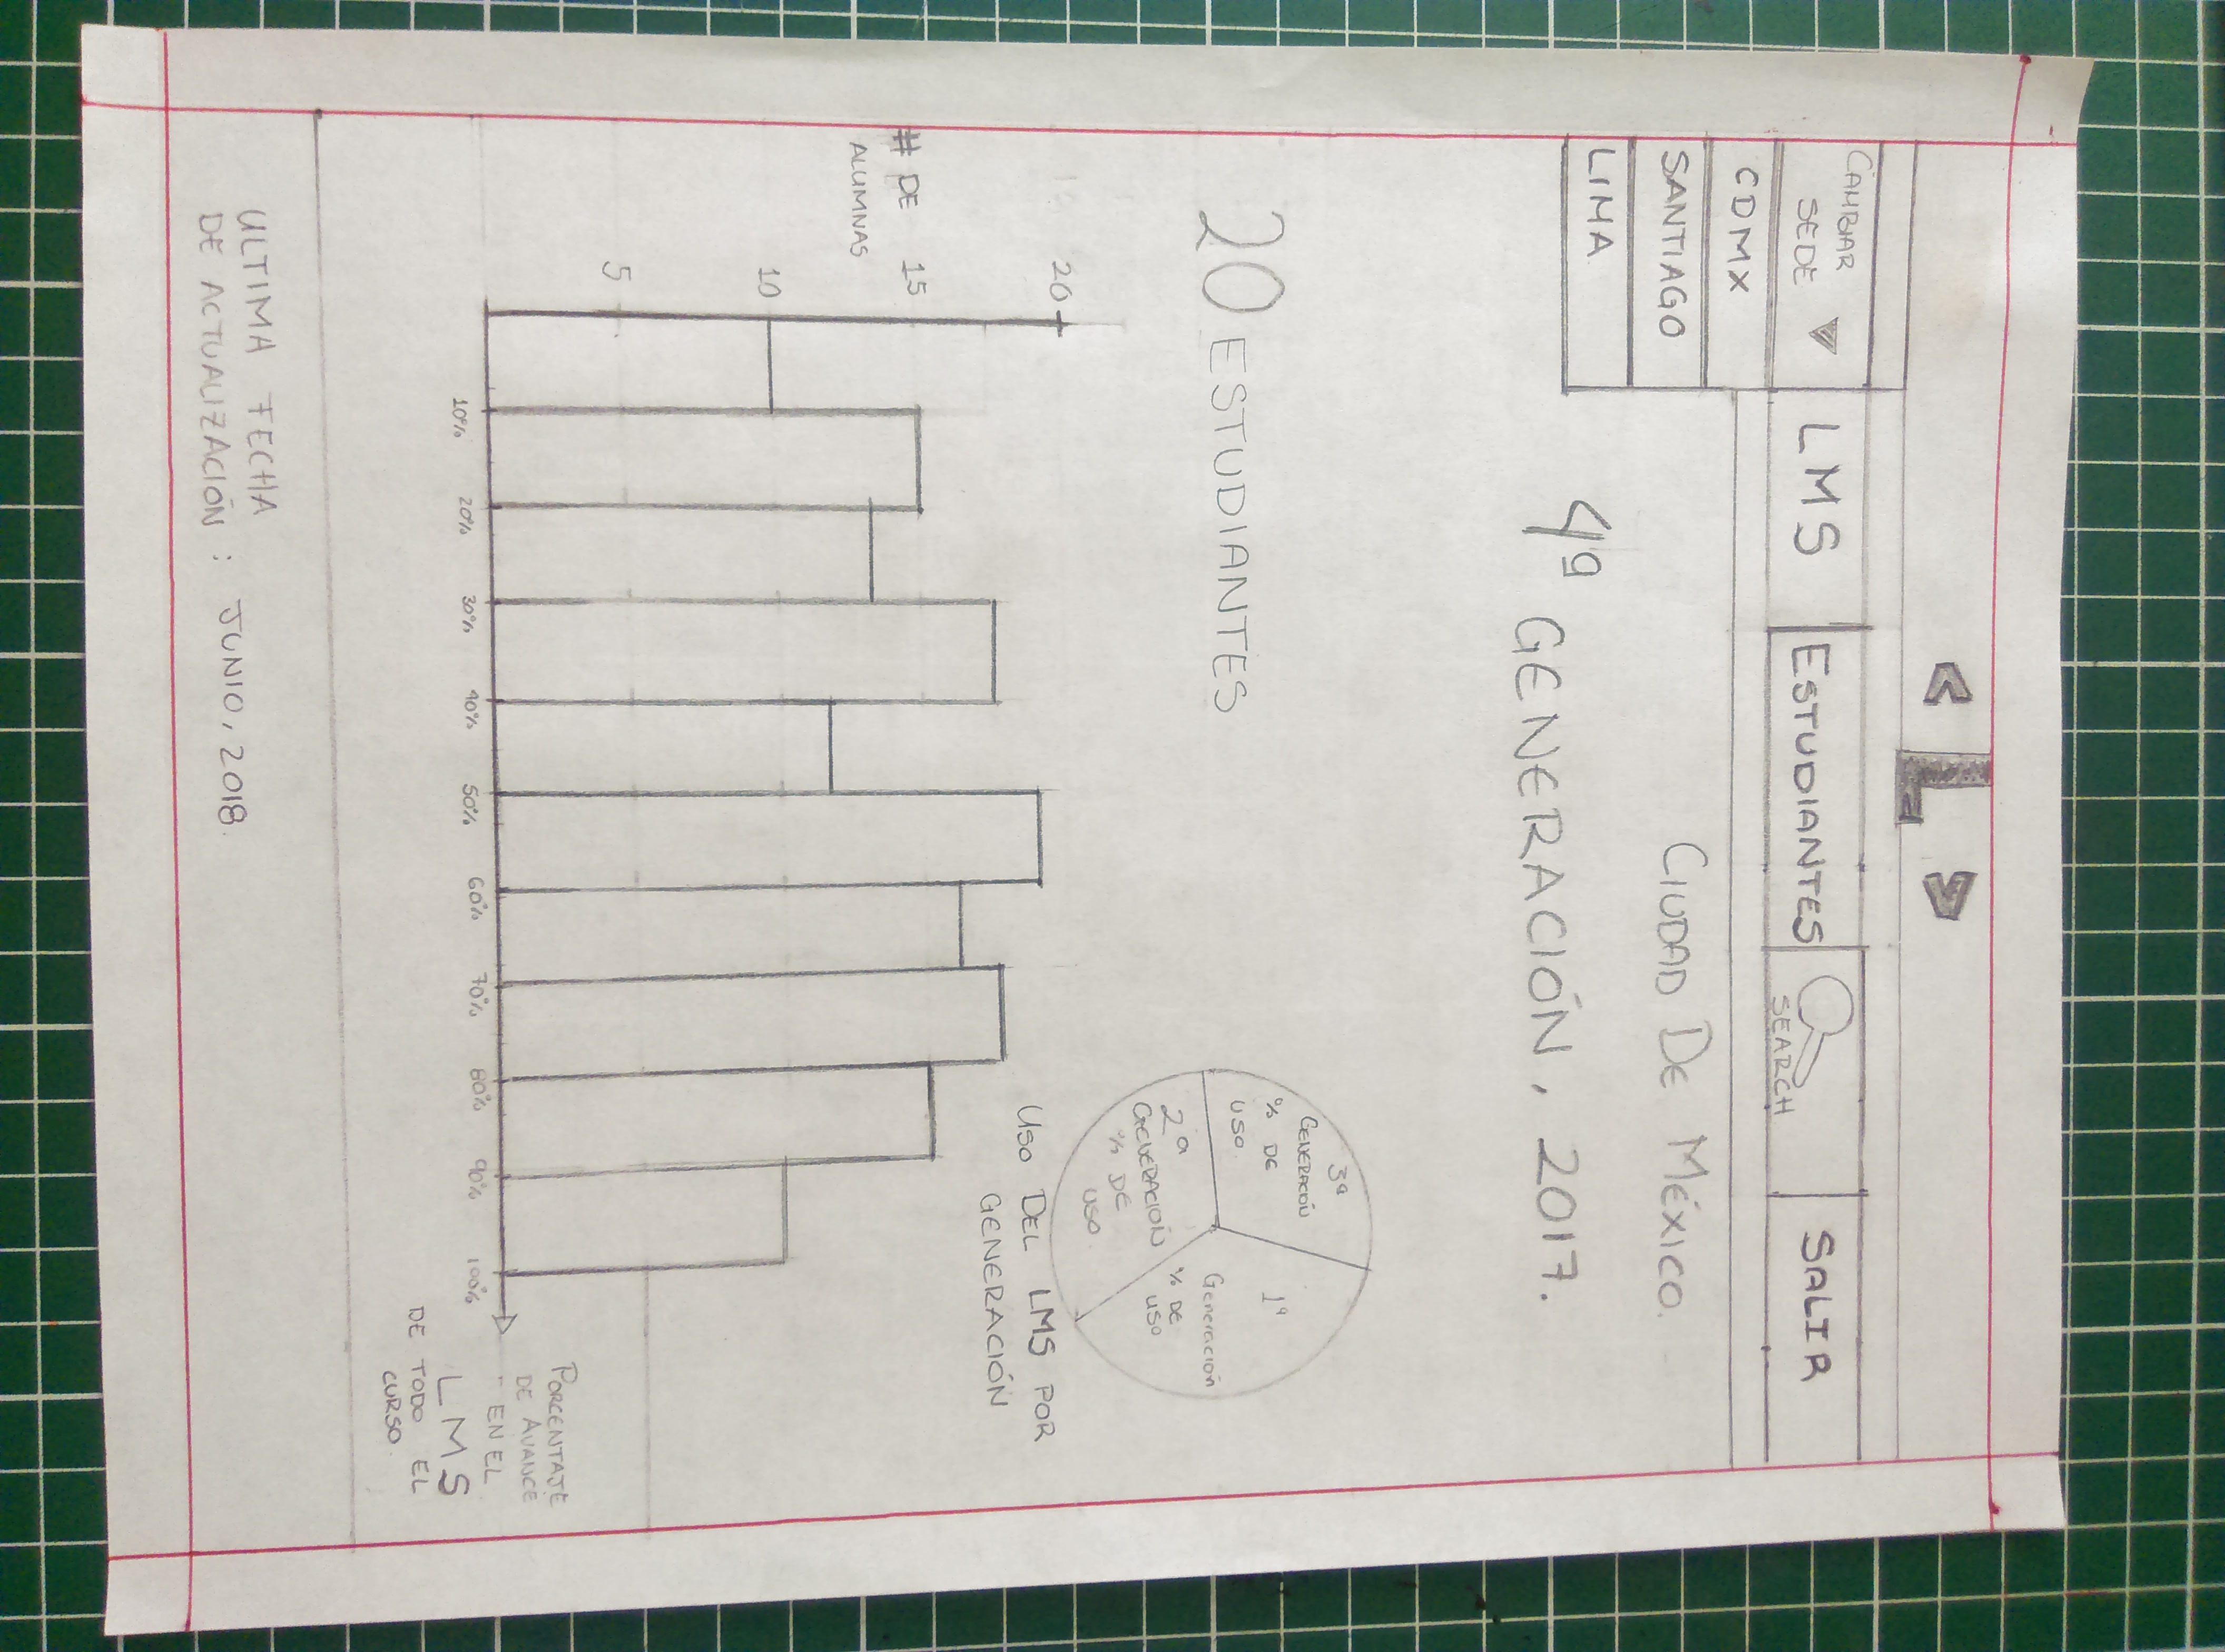 < L >
CAMBIAR
SEDE ▼
LMS
ESTUDIANTES
SEARCH
SALIR
CDMX
SANTIAGO
LIMA
CIUDAD DE MÉXICO.
4ª GENERACIÓN, 2017.
20 ESTUDIANTES
3ª
GENERACIÓN
% DE
USO.
1ª
Generación
% DE
USO
2ª
GENERACIÓN
% DE
USO
USO DEL LMS POR
GENERACIÓN
# DE
ALUMNAS
20
15
10
5
10%
20%
30%
40%
50%
60%
70%
80%
90%
100%
PORCENTAJE
DE AVANCE
- EN EL
LMS
DE TODO EL
CURSO.
ULTIMA FECHA
DE ACTUALIZACIÓN : JUNIO, 2018.